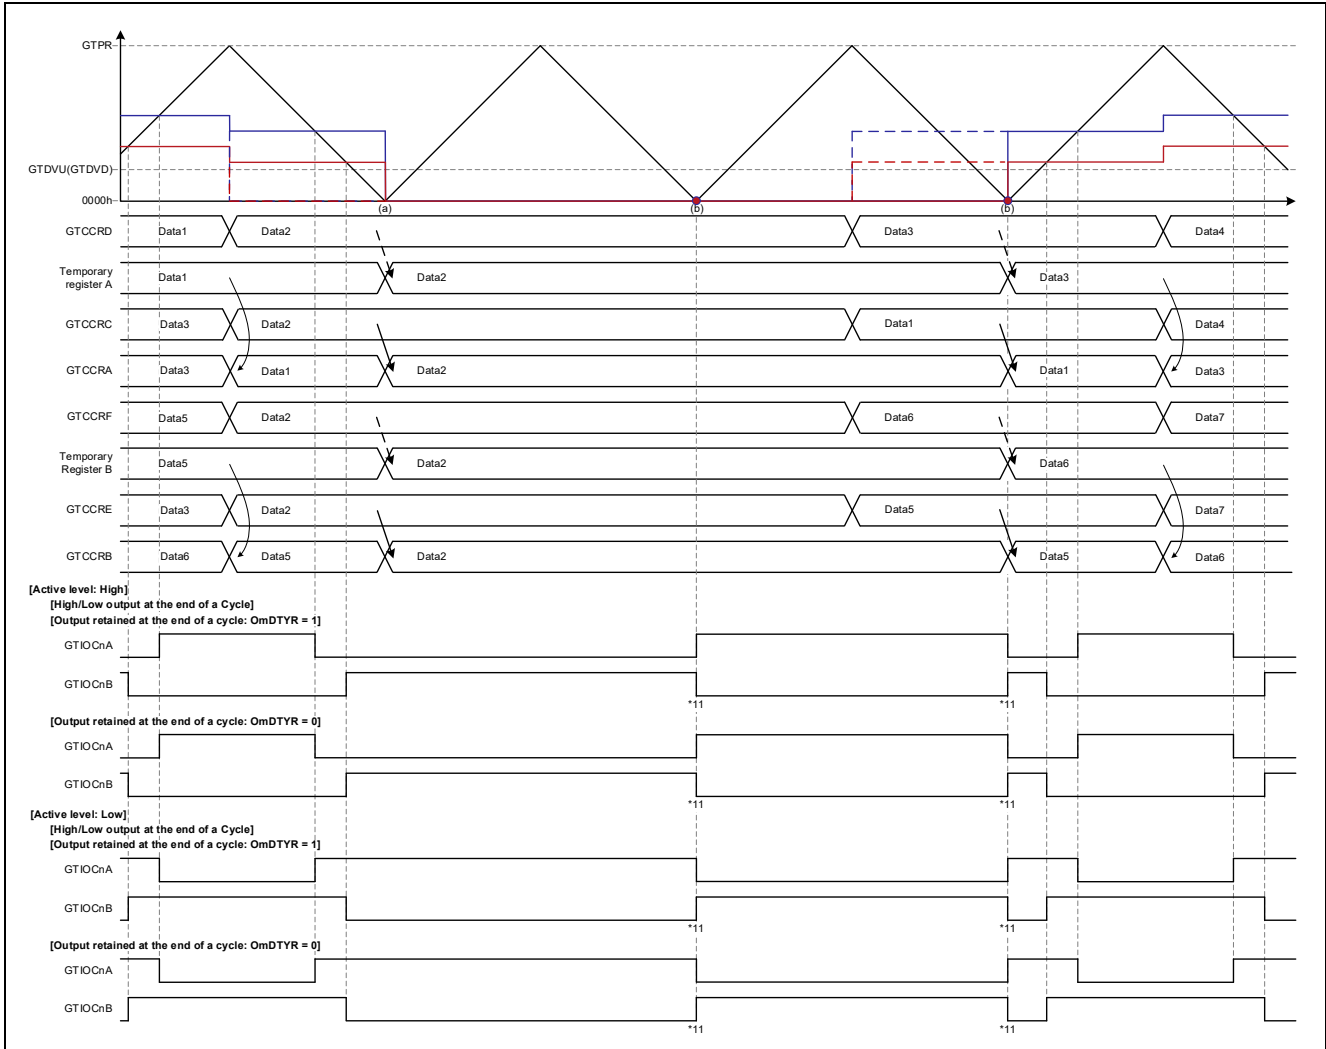 GTPR
GTDVU(GTDVD)
0000h
(a) (b) (b)
GTCCRD Data1 Data2 Data3 Data4
Temporary
register A Data1 Data2 Data3
GTCCRC Data3 Data2 Data1 Data4
GTCCRA Data3 Data1 Data2 Data1 Data3
GTCCRF Data5 Data2 Data6 Data7
Temporary
Register B Data5 Data2 Data6
GTCCRE Data3 Data2 Data5 Data7
GTCCRB Data6 Data5 Data2 Data5 Data6
[Active level: High]
[High/Low output at the end of a Cycle]
[Output retained at the end of a cycle: OmDTYR = 1]
GTIOCnA
GTIOCnB
*11 *11
[Output retained at the end of a cycle: OmDTYR = 0]
GTIOCnA
GTIOCnB
*11 *11
[Active level: Low]
[High/Low output at the end of a Cycle]
[Output retained at the end of a cycle: OmDTYR = 1]
GTIOCnA
GTIOCnB
*11 *11
[Output retained at the end of a cycle: OmDTYR = 0]
GTIOCnA
GTIOCnB
*11 *11